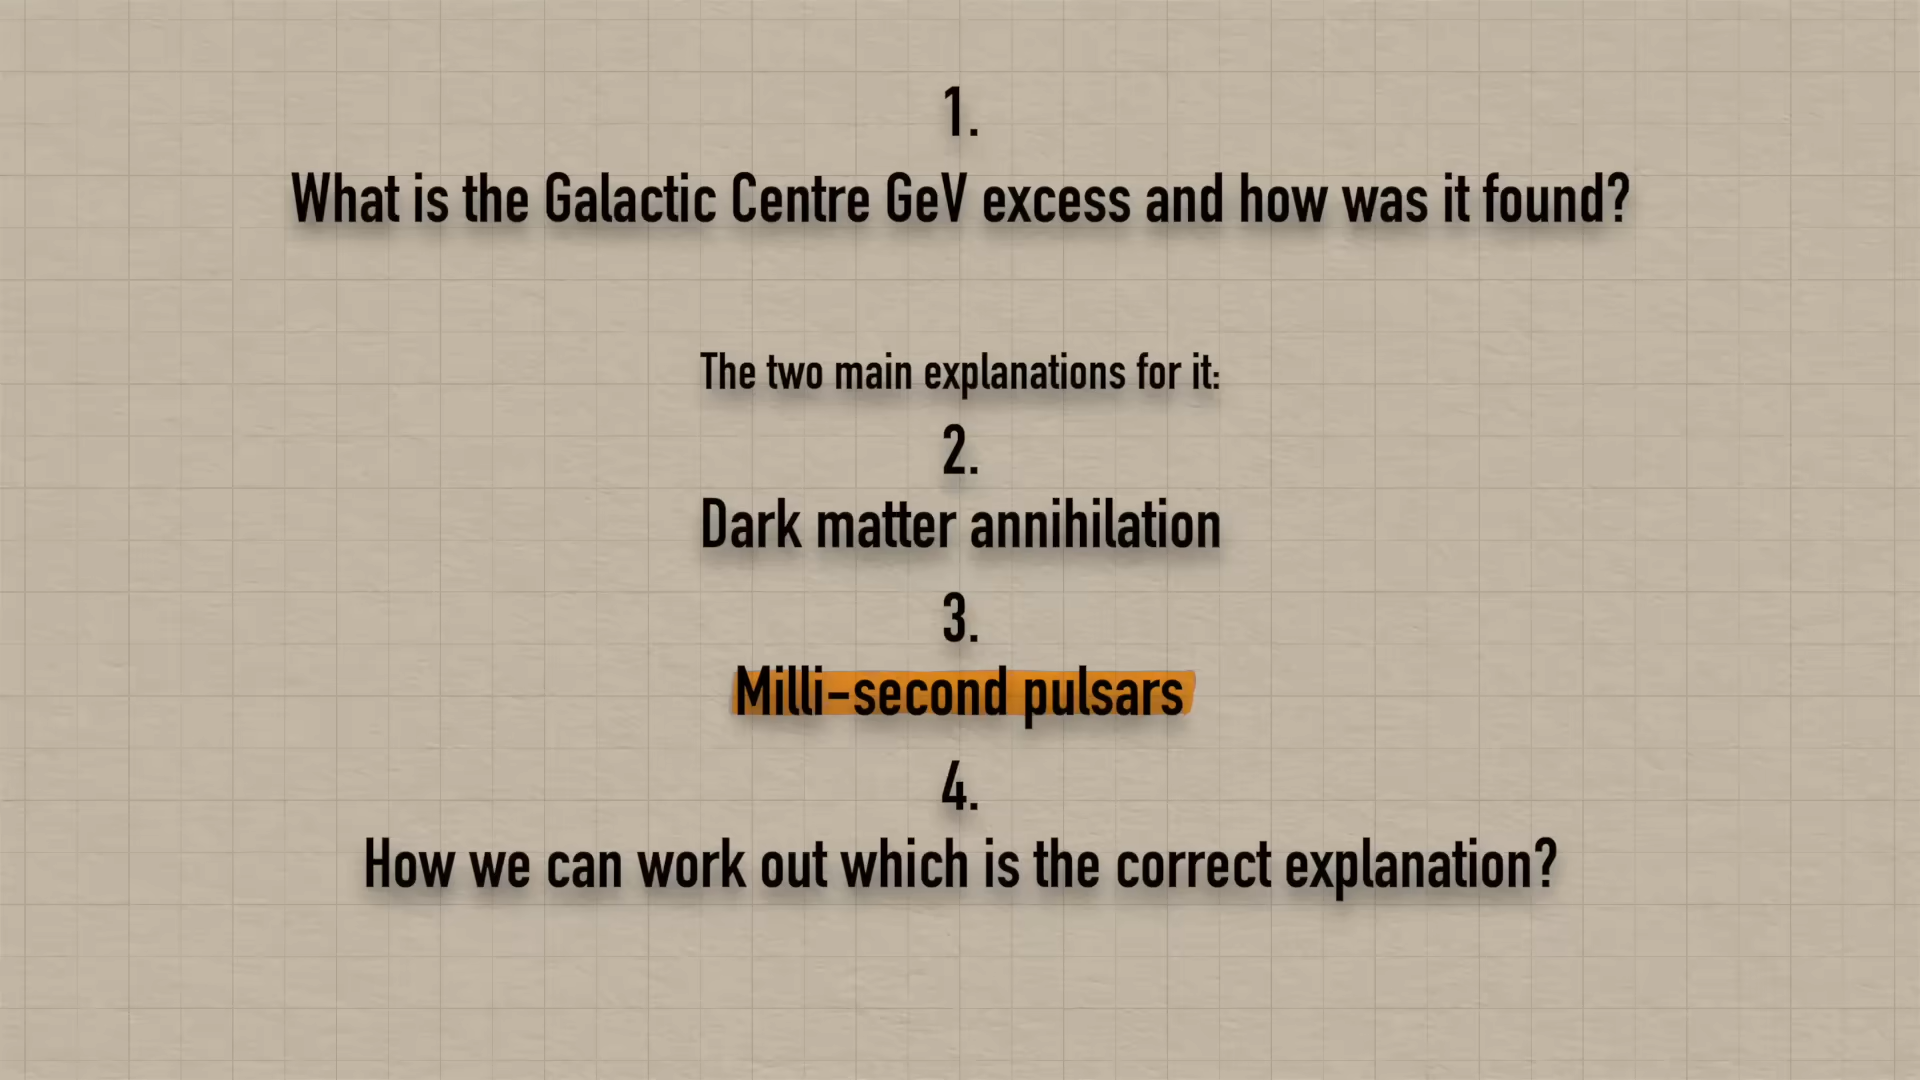 1.
What is the Galactic Centre GeV excess and how was it found?
The two main explanations for it:
2.
Dark matter annihilation
3.
Milli-second pulsars
4.
How we can work out which is the correct explanation?